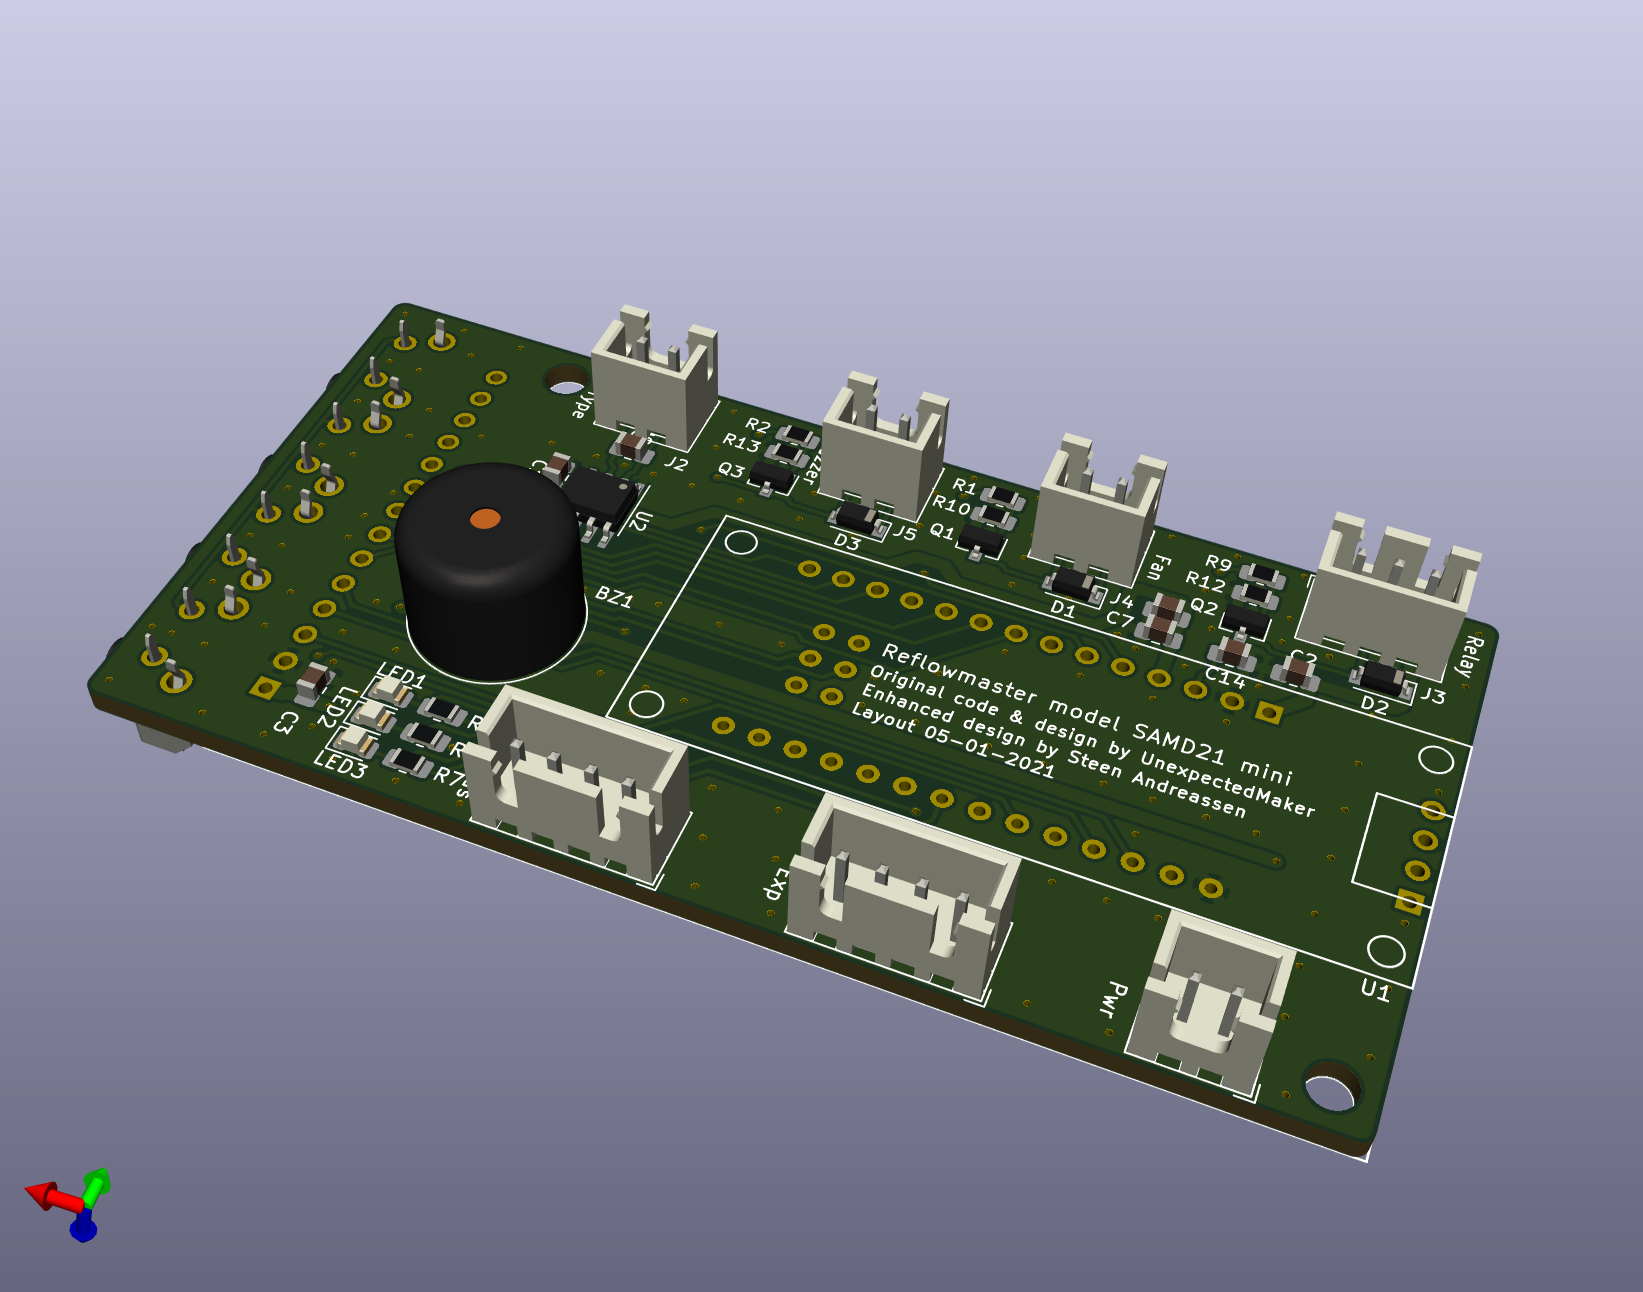 J2
R2
R13
Q3
J5
D3
U2
R1
R10
Q1
Fan
J4
D1
C7
R9
R12
Q2
C14
C2
Relay
J3
D2
BZ1
Reflowmaster model SAMD21 mini
Original code & design by UnexpectedMaker
Enhanced design by Steen Andreassen
Layout 05-01-2021
LED1
LED2
LED3
C3
R7
Exp
Pwr
U1